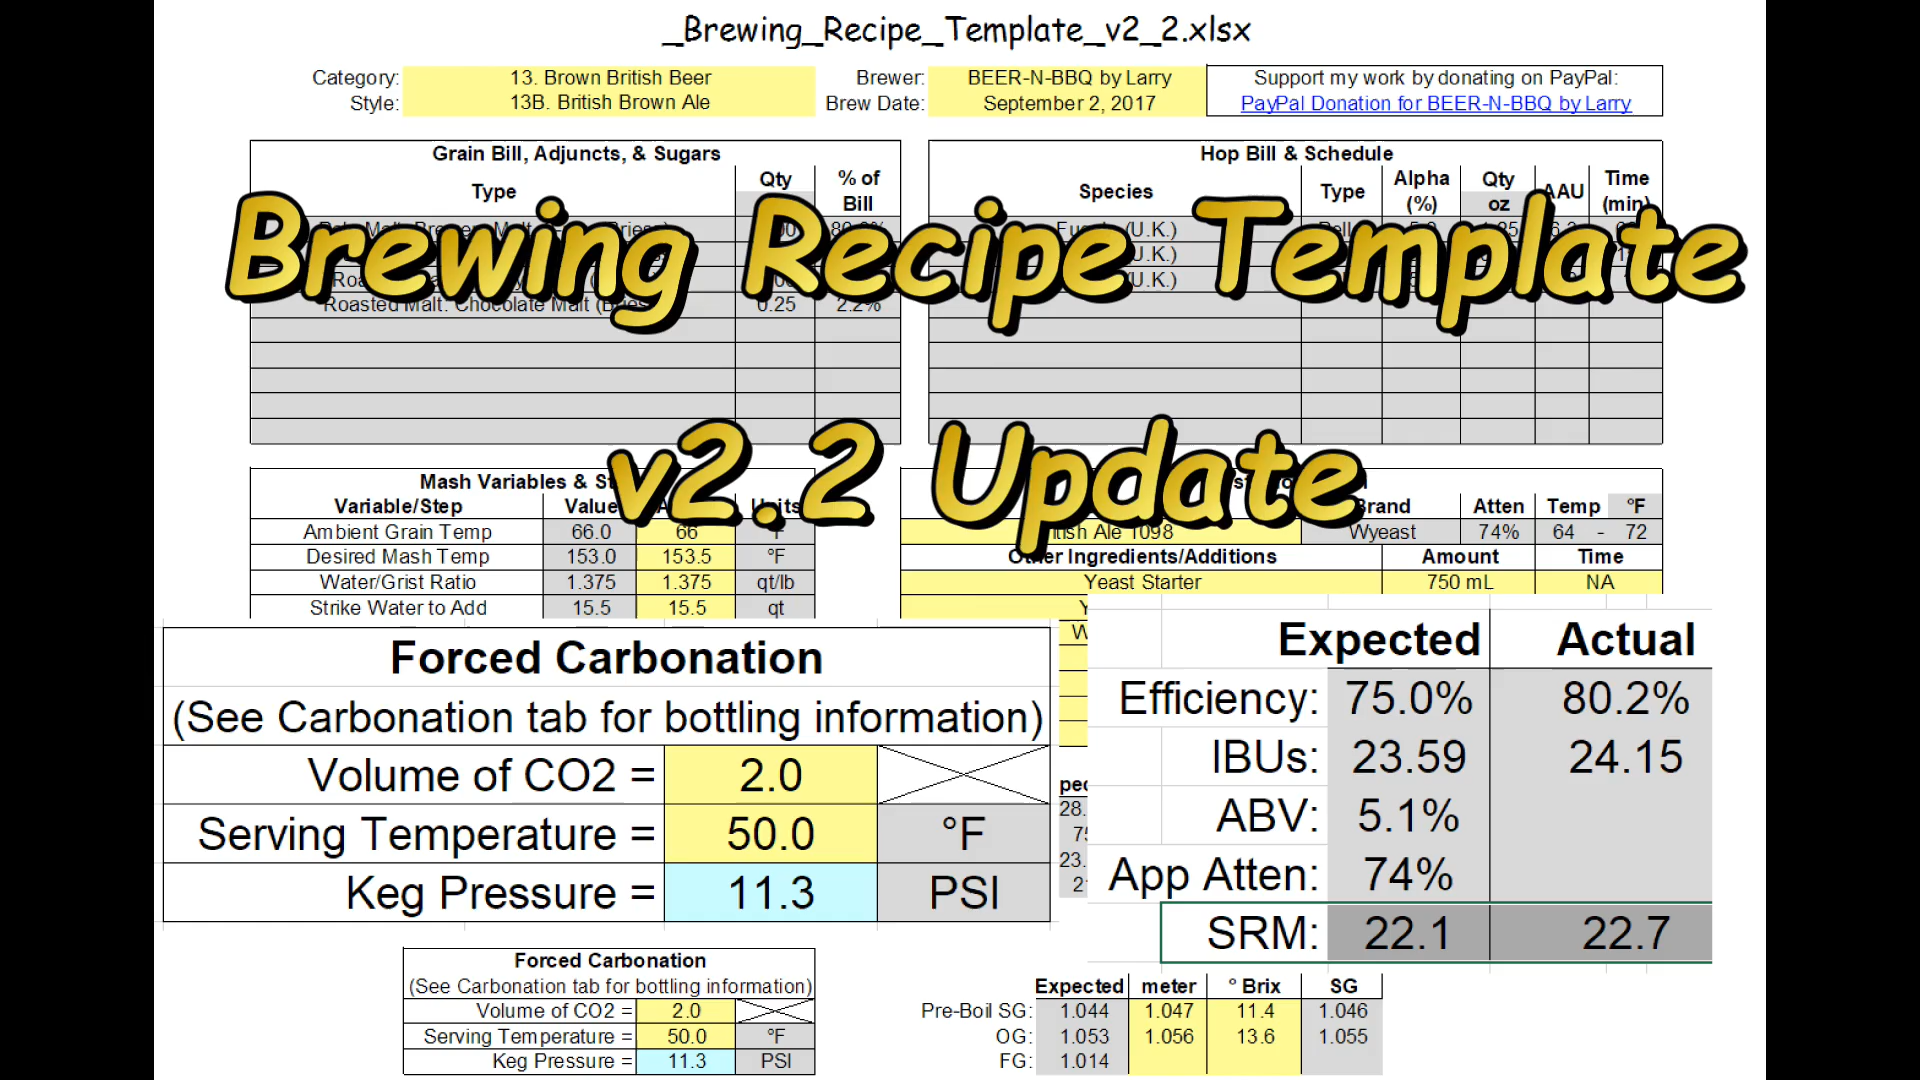 _Brewing_Recipe_Template_v2_2.xlsx
Category: 13. Brown British Beer Brewer: BEER-N-BBQ by Larry Support my work by donating on PayPal:
Style: 13B. British Brown Ale Brew Date: September 2, 2017 PayPal Donation for BEER-N-BBQ by Larry
Grain Bill, Adjuncts, & Sugars Hop Bill & Schedule
Type Qty % of Bill Species Type Alpha (%) Qty oz AAU Time (min)
Brewing Recipe Template
(U.K.)
(U.K.)
(U.K.)
Roasted Malt: Chocolate Malt 0.25 2.2%
v2.2 Update
Mash Variables &
Variable/Step Value Brand Atten Temp °F
Ambient Grain Temp 66.0 66 °F Ale 1098 Wyeast 74% 64 - 72
Desired Mash Temp 153.0 153.5 °F Other Ingredients/Additions Amount Time
Water/Grist Ratio 1.375 1.375 qt/lb Yeast Starter 750 mL NA
Strike Water to Add 15.5 15.5 qt
Forced Carbonation
(See Carbonation tab for bottling information)
Volume of CO2 = 2.0
Serving Temperature = 50.0 °F
Keg Pressure = 11.3 PSI
Expected Actual
Efficiency: 75.0% 80.2%
IBUs: 23.59 24.15
ABV: 5.1%
App Atten: 74%
SRM: 22.1 22.7
Forced Carbonation
(See Carbonation tab for bottling information)
Volume of CO2 = 2.0
Serving Temperature = 50.0 °F
Keg Pressure = 11.3 PSI
Expected meter ° Brix SG
Pre-Boil SG: 1.044 1.047 11.4 1.046
OG: 1.053 1.056 13.6 1.055
FG: 1.014